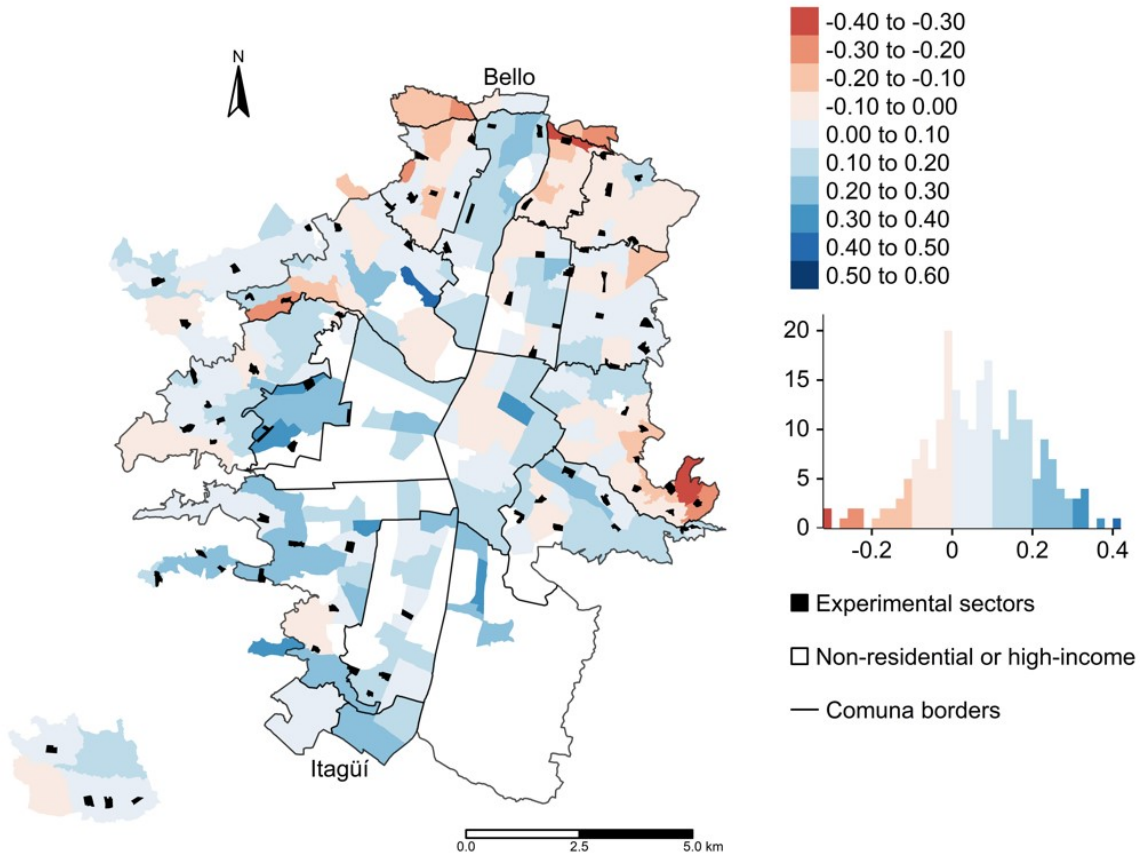 N
Bello
Itagüí
0.0 2.5 5.0 km
-0.40 to -0.30
-0.30 to -0.20
-0.20 to -0.10
-0.10 to 0.00
0.00 to 0.10
0.10 to 0.20
0.20 to 0.30
0.30 to 0.40
0.40 to 0.50
0.50 to 0.60
20
15
10
5
0
-0.2 0 0.2 0.4
Experimental sectors
Non-residential or high-income
Comuna borders